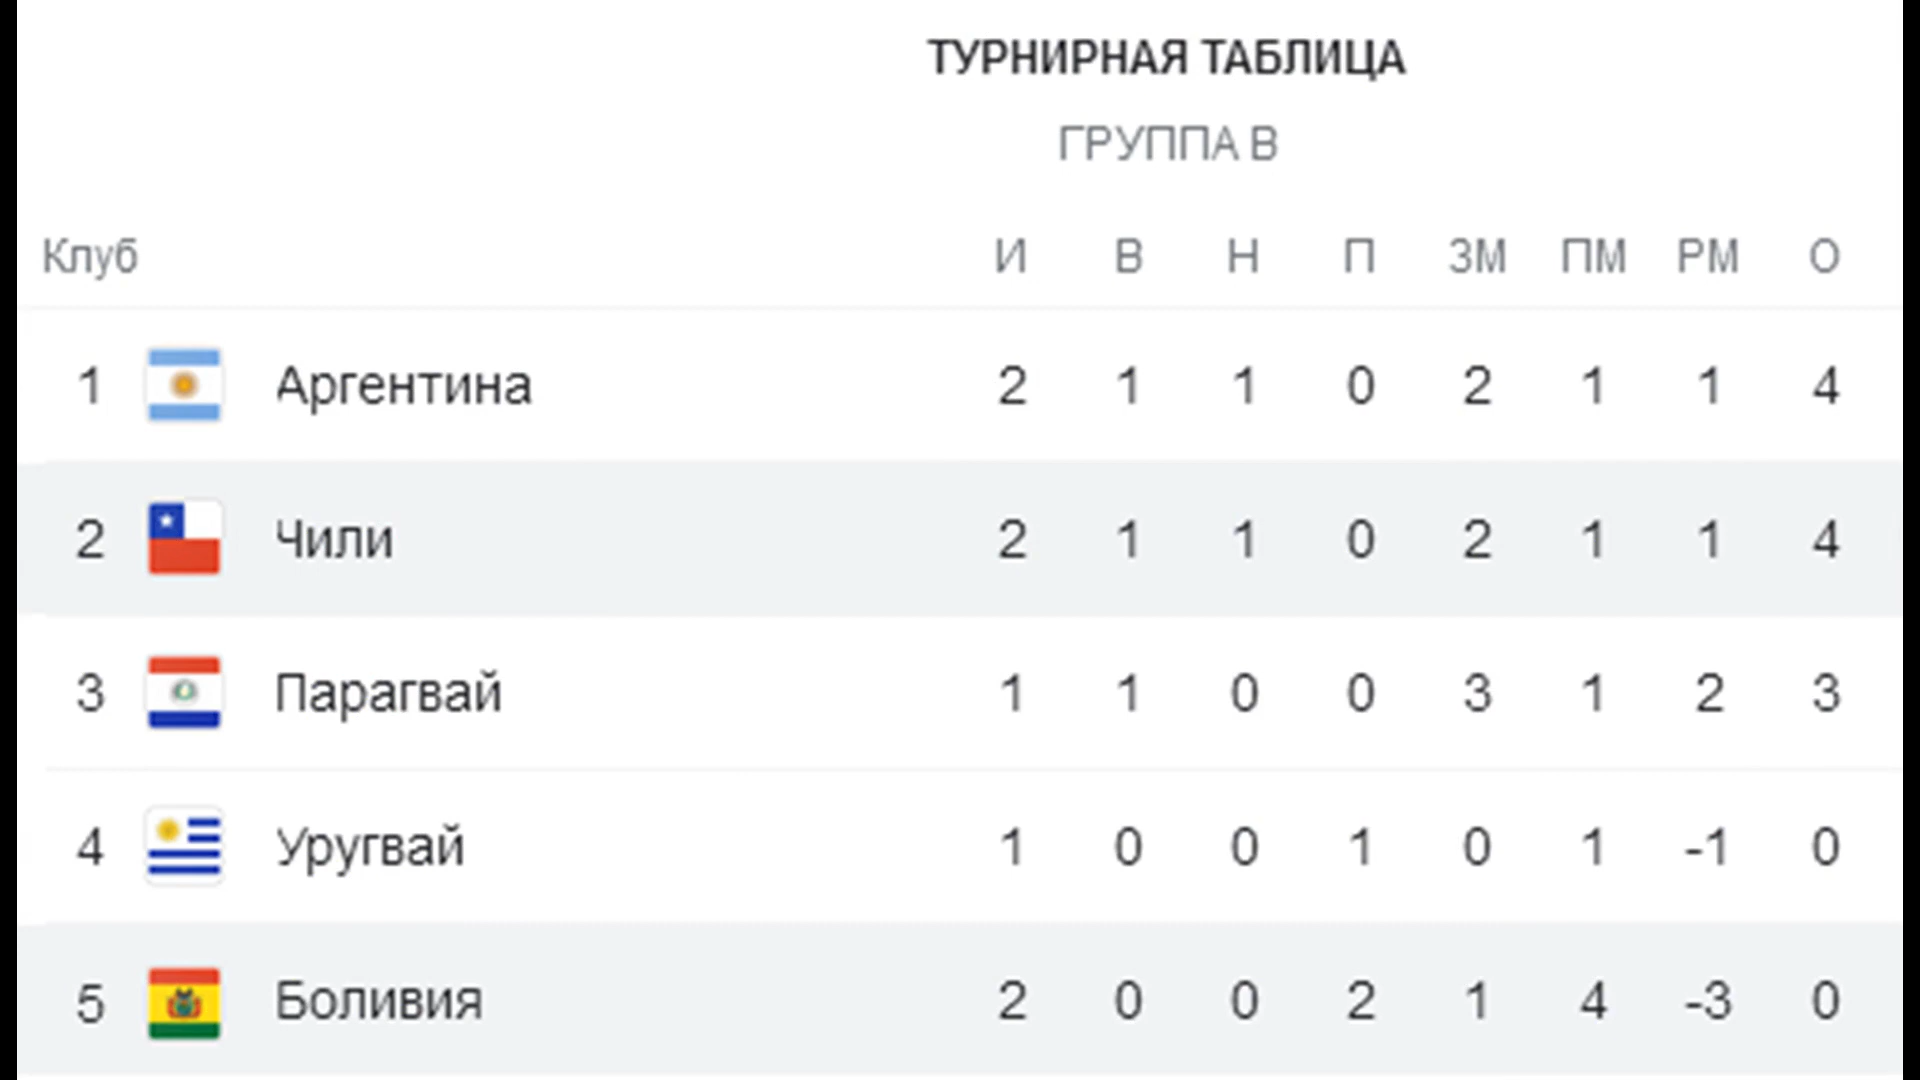 ТУРНИРНАЯ ТАБЛИЦА
ГРУППА B
Клуб И В Н П ЗМ ПМ РМ О
1 Аргентина 2 1 1 0 2 1 1 4
2 Чили 2 1 1 0 2 1 1 4
3 Парагвай 1 1 0 0 3 1 2 3
4 Уругвай 1 0 0 1 0 1 -1 0
5 Боливия 2 0 0 2 1 4 -3 0